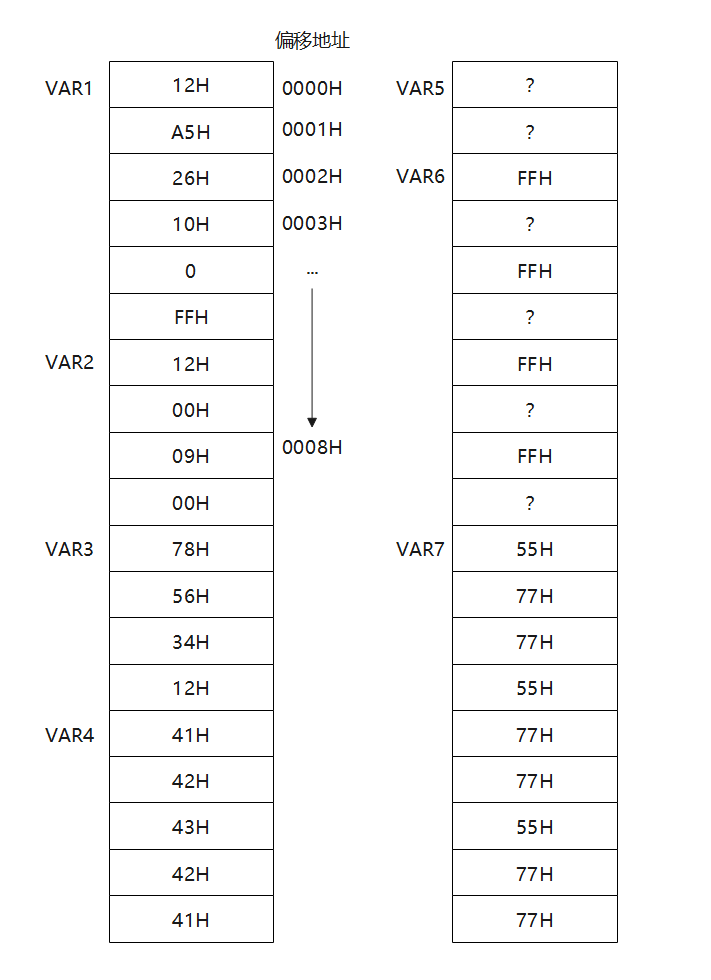 偏移地址
VAR1 12H 0000H
A5H 0001H
26H 0002H
10H 0003H
0 ...
FFH
VAR2 12H
00H
09H 0008H
00H
VAR3 78H
56H
34H
12H
VAR4 41H
42H
43H
42H
41H
VAR5 ?
?
VAR6 FFH
?
FFH
?
FFH
?
FFH
?
VAR7 55H
77H
77H
55H
77H
77H
55H
77H
77H